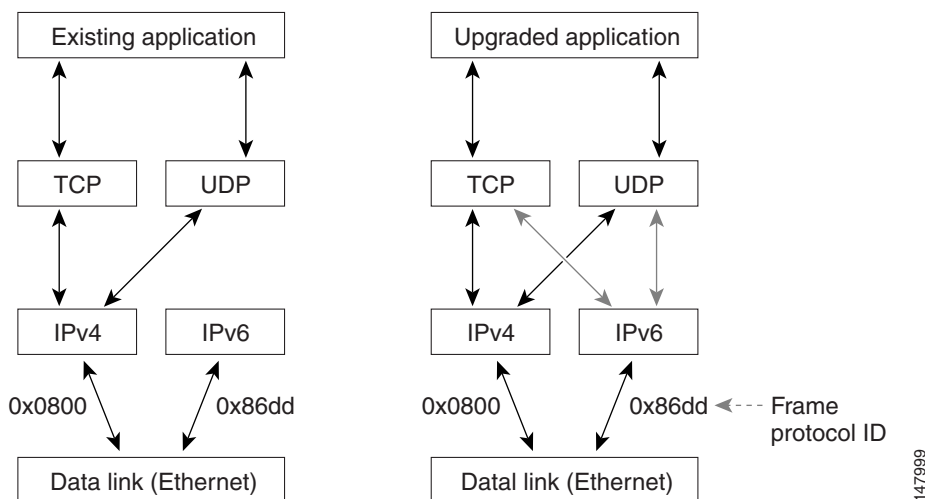 Existing application
Upgraded application
TCP
UDP
TCP
UDP
IPv4
IPv6
IPv4
IPv6
0x0800
0x86dd
0x0800
0x86dd
Frame
protocol ID
Data link (Ethernet)
Datal link (Ethernet)
147999